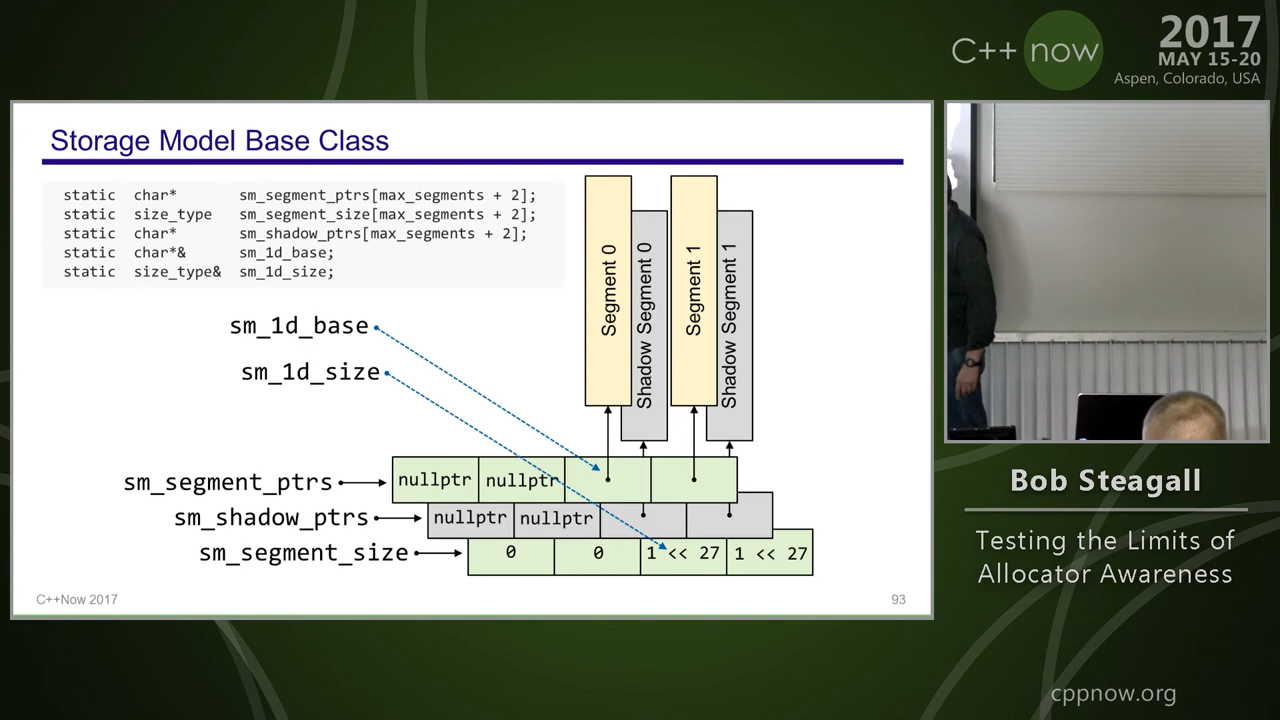 C++ now
2017
MAY 15-20
Aspen, Colorado, USA
Storage Model Base Class
static char* sm_segment_ptrs[max_segments + 2];
static size_type sm_segment_size[max_segments + 2];
static char* sm_shadow_ptrs[max_segments + 2];
static char*& sm_1d_base;
static size_type& sm_1d_size;
Segment 0
Shadow Segment 0
Segment 1
Shadow Segment 1
sm_1d_base
sm_1d_size
sm_segment_ptrs
nullptr nullptr
sm_shadow_ptrs
nullptr nullptr
sm_segment_size
0 0 1 << 27 1 << 27
C++Now 2017
93
Bob Steagall
Testing the Limits of
Allocator Awareness
cppnow.org